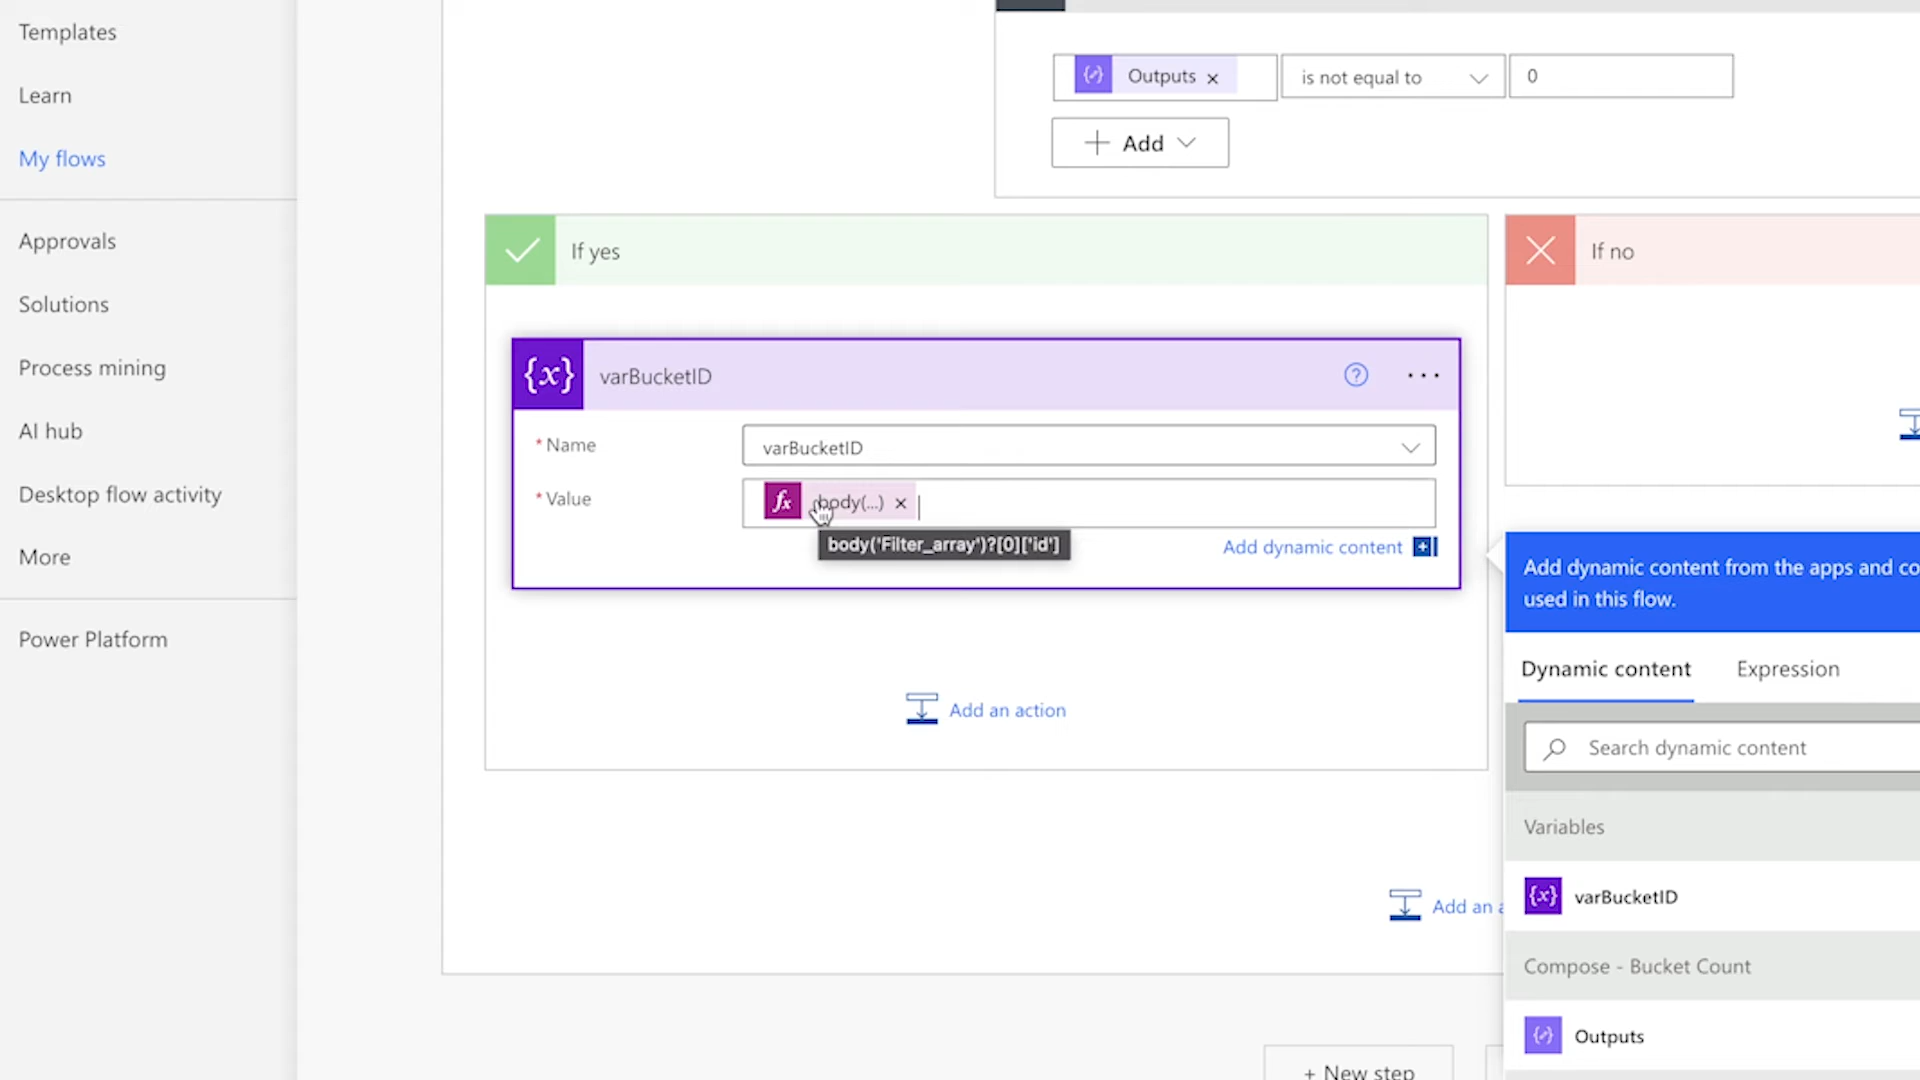 Templates
Learn
My flows
Approvals
Solutions
Process mining
AI hub
Desktop flow activity
More
Power Platform
Outputs
is not equal to
0
Add
If yes
If no
{x} varBucketID
* Name
varBucketID
* Value
fx body(...)
body('Filter_array')?[0]['id']
Add dynamic content
Add an action
Add an a
+ New step
Add dynamic content from the apps and co
used in this flow.
Dynamic content
Expression
Search dynamic content
Variables
{x} varBucketID
Compose - Bucket Count
Outputs